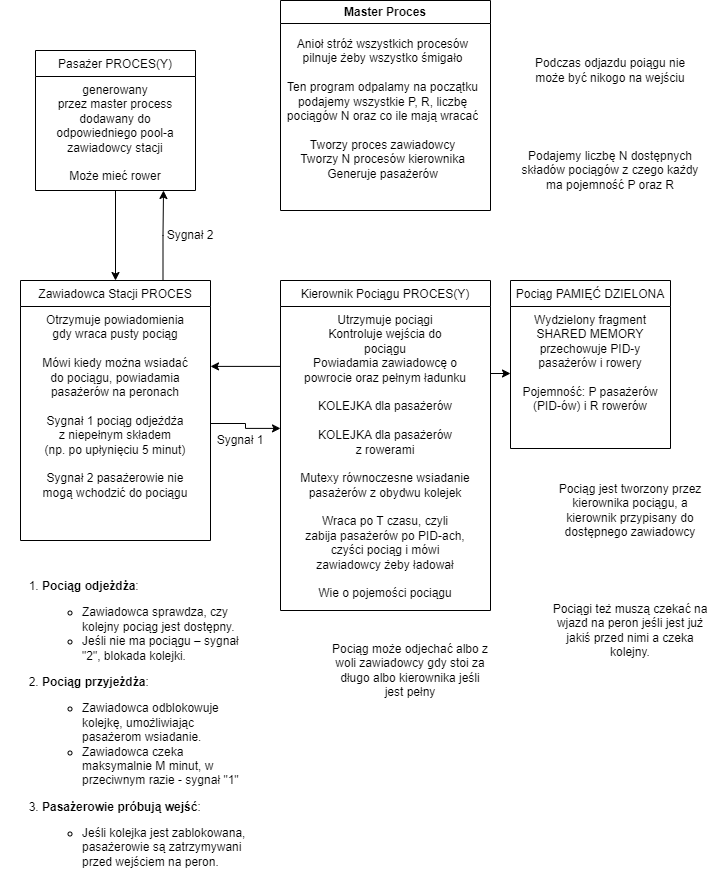 Master Proces
Anioł stróż wszystkich procesów
pilnuje żeby wszystko śmigało
Ten program odpalamy na początku
podajemy wszystkie P, R, liczbę
pociągów N oraz co ile mają wracać
Tworzy proces zawiadowcy
Tworzy N procesów kierownika
Generuje pasażerów
Pasażer PROCES(Y)
generowany
przez master process
dodawany do
odpowiedniego pool-a
zawiadowcy stacji
Może mieć rower
Podczas odjazdu poiągu nie
może być nikogo na wejściu
Podajemy liczbę N dostępnych
składów pociągów z czego każdy
ma pojemność P oraz R
Sygnał 2
Zawiadowca Stacji PROCES
Otrzymuje powiadomienia
gdy wraca pusty pociąg
Mówi kiedy można wsiadać
do pociągu, powiadamia
pasażerów na peronach
Sygnał 1 pociąg odjeżdża
z niepełnym składem
(np. po upłynięciu 5 minut)
Sygnał 2 pasażerowie nie
mogą wchodzić do pociągu
Sygnał 1
Kierownik Pociągu PROCES(Y)
Utrzymuje pociągi
Kontroluje wejścia do
pociągu
Powiadamia zawiadowcę o
powrocie oraz pełnym ładunku
KOLEJKA dla pasażerów
KOLEJKA dla pasażerów
z rowerami
Mutexy równoczesne wsiadanie
pasażerów z obydwu kolejek
Wraca po T czasu, czyli
zabija pasażerów po PID-ach,
czyści pociąg i mówi
zawiadowcy żeby ładował
Wie o pojemości pociągu
Pociąg PAMIĘĆ DZIELONA
Wydzielony fragment
SHARED MEMORY
przechowuje PID-y
pasażerów i rowery
Pojemność: P pasażerów
(PID-ów) i R rowerów
Pociąg jest tworzony przez
kierownika pociągu, a
kierownik przypisany do
dostępnego zawiadowcy
Pociągi też muszą czekać na
wjazd na peron jeśli jest już
jakiś przed nimi a czeka
kolejny.
Pociąg może odjechać albo z
woli zawiadowcy gdy stoi za
długo albo kierownika jeśli
jest pełny
1. Pociąg odjeżdża:
Zawiadowca sprawdza, czy
kolejny pociąg jest dostępny.
Jeśli nie ma pociągu – sygnał
"2", blokada kolejki.
2. Pociąg przyjeżdża:
Zawiadowca odblokowuje
kolejkę, umożliwiając
pasażerom wsiadanie.
Zawiadowca czeka
maksymalnie M minut, w
przeciwnym razie - sygnał "1"
3. Pasażerowie próbują wejść:
Jeśli kolejka jest zablokowana,
pasażerowie są zatrzymywani
przed wejściem na peron.